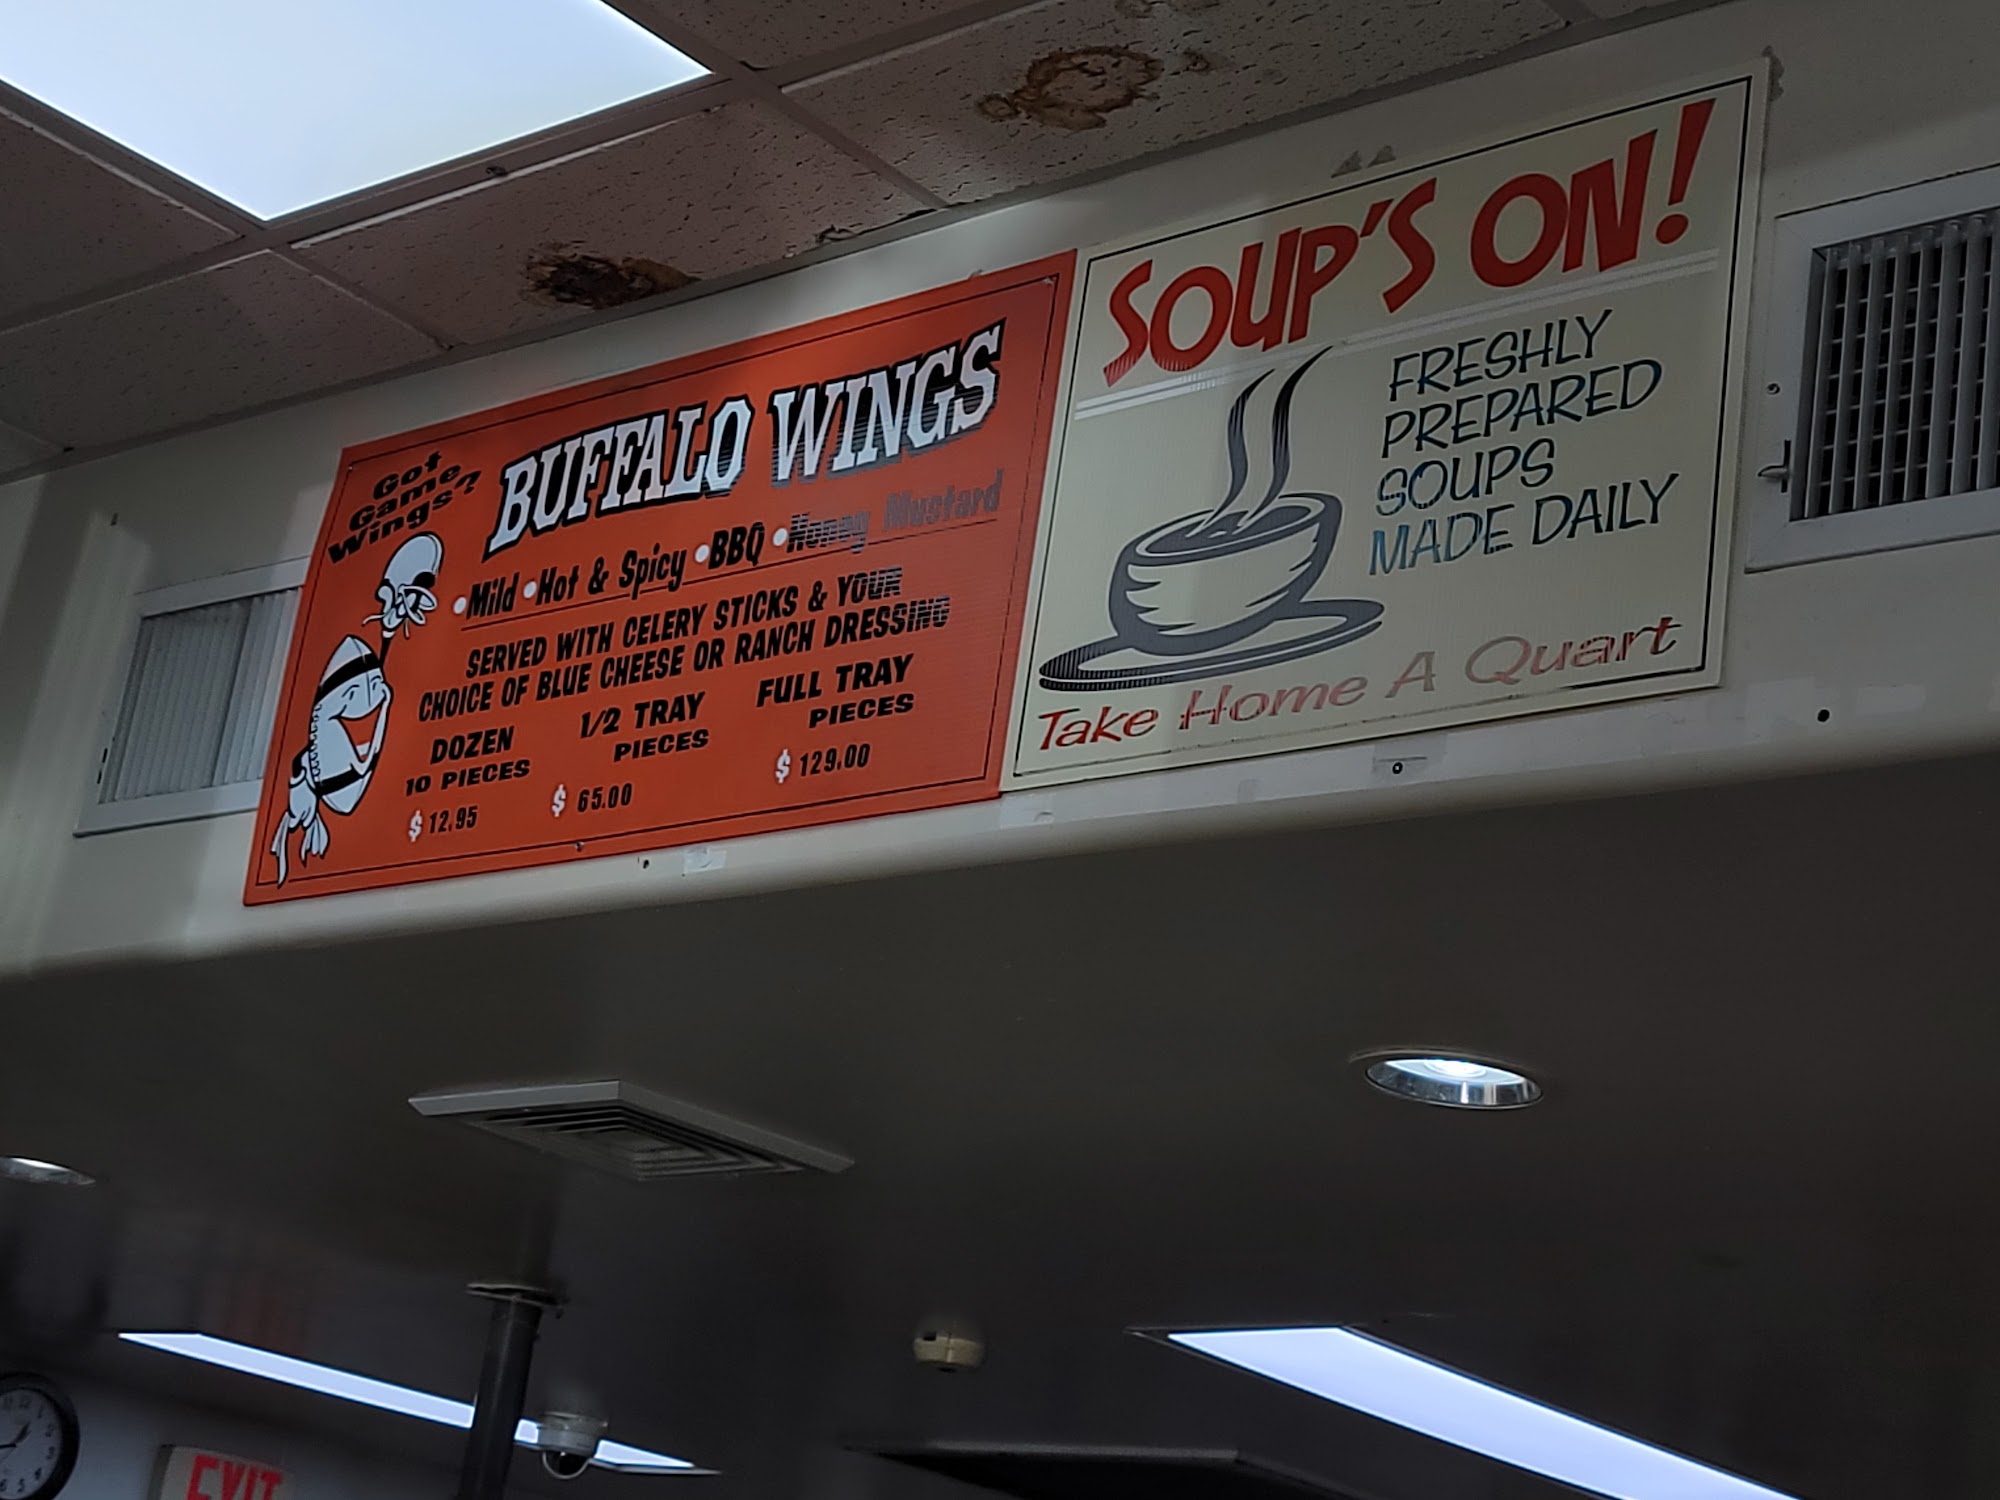 Got
Game
Wings?
BUFFALO WINGS
•Mild •Hot & Spicy •BBQ •Honey Mustard
SERVED WITH CELERY STICKS & YOUR
CHOICE OF BLUE CHEESE OR RANCH DRESSING
DOZEN
10 PIECES
$ 12.95
1/2 TRAY
PIECES
$ 65.00
FULL TRAY
PIECES
$ 129.00
SOUP'S ON!
FRESHLY
PREPARED
SOUPS
MADE DAILY
Take Home A Quart
EXIT